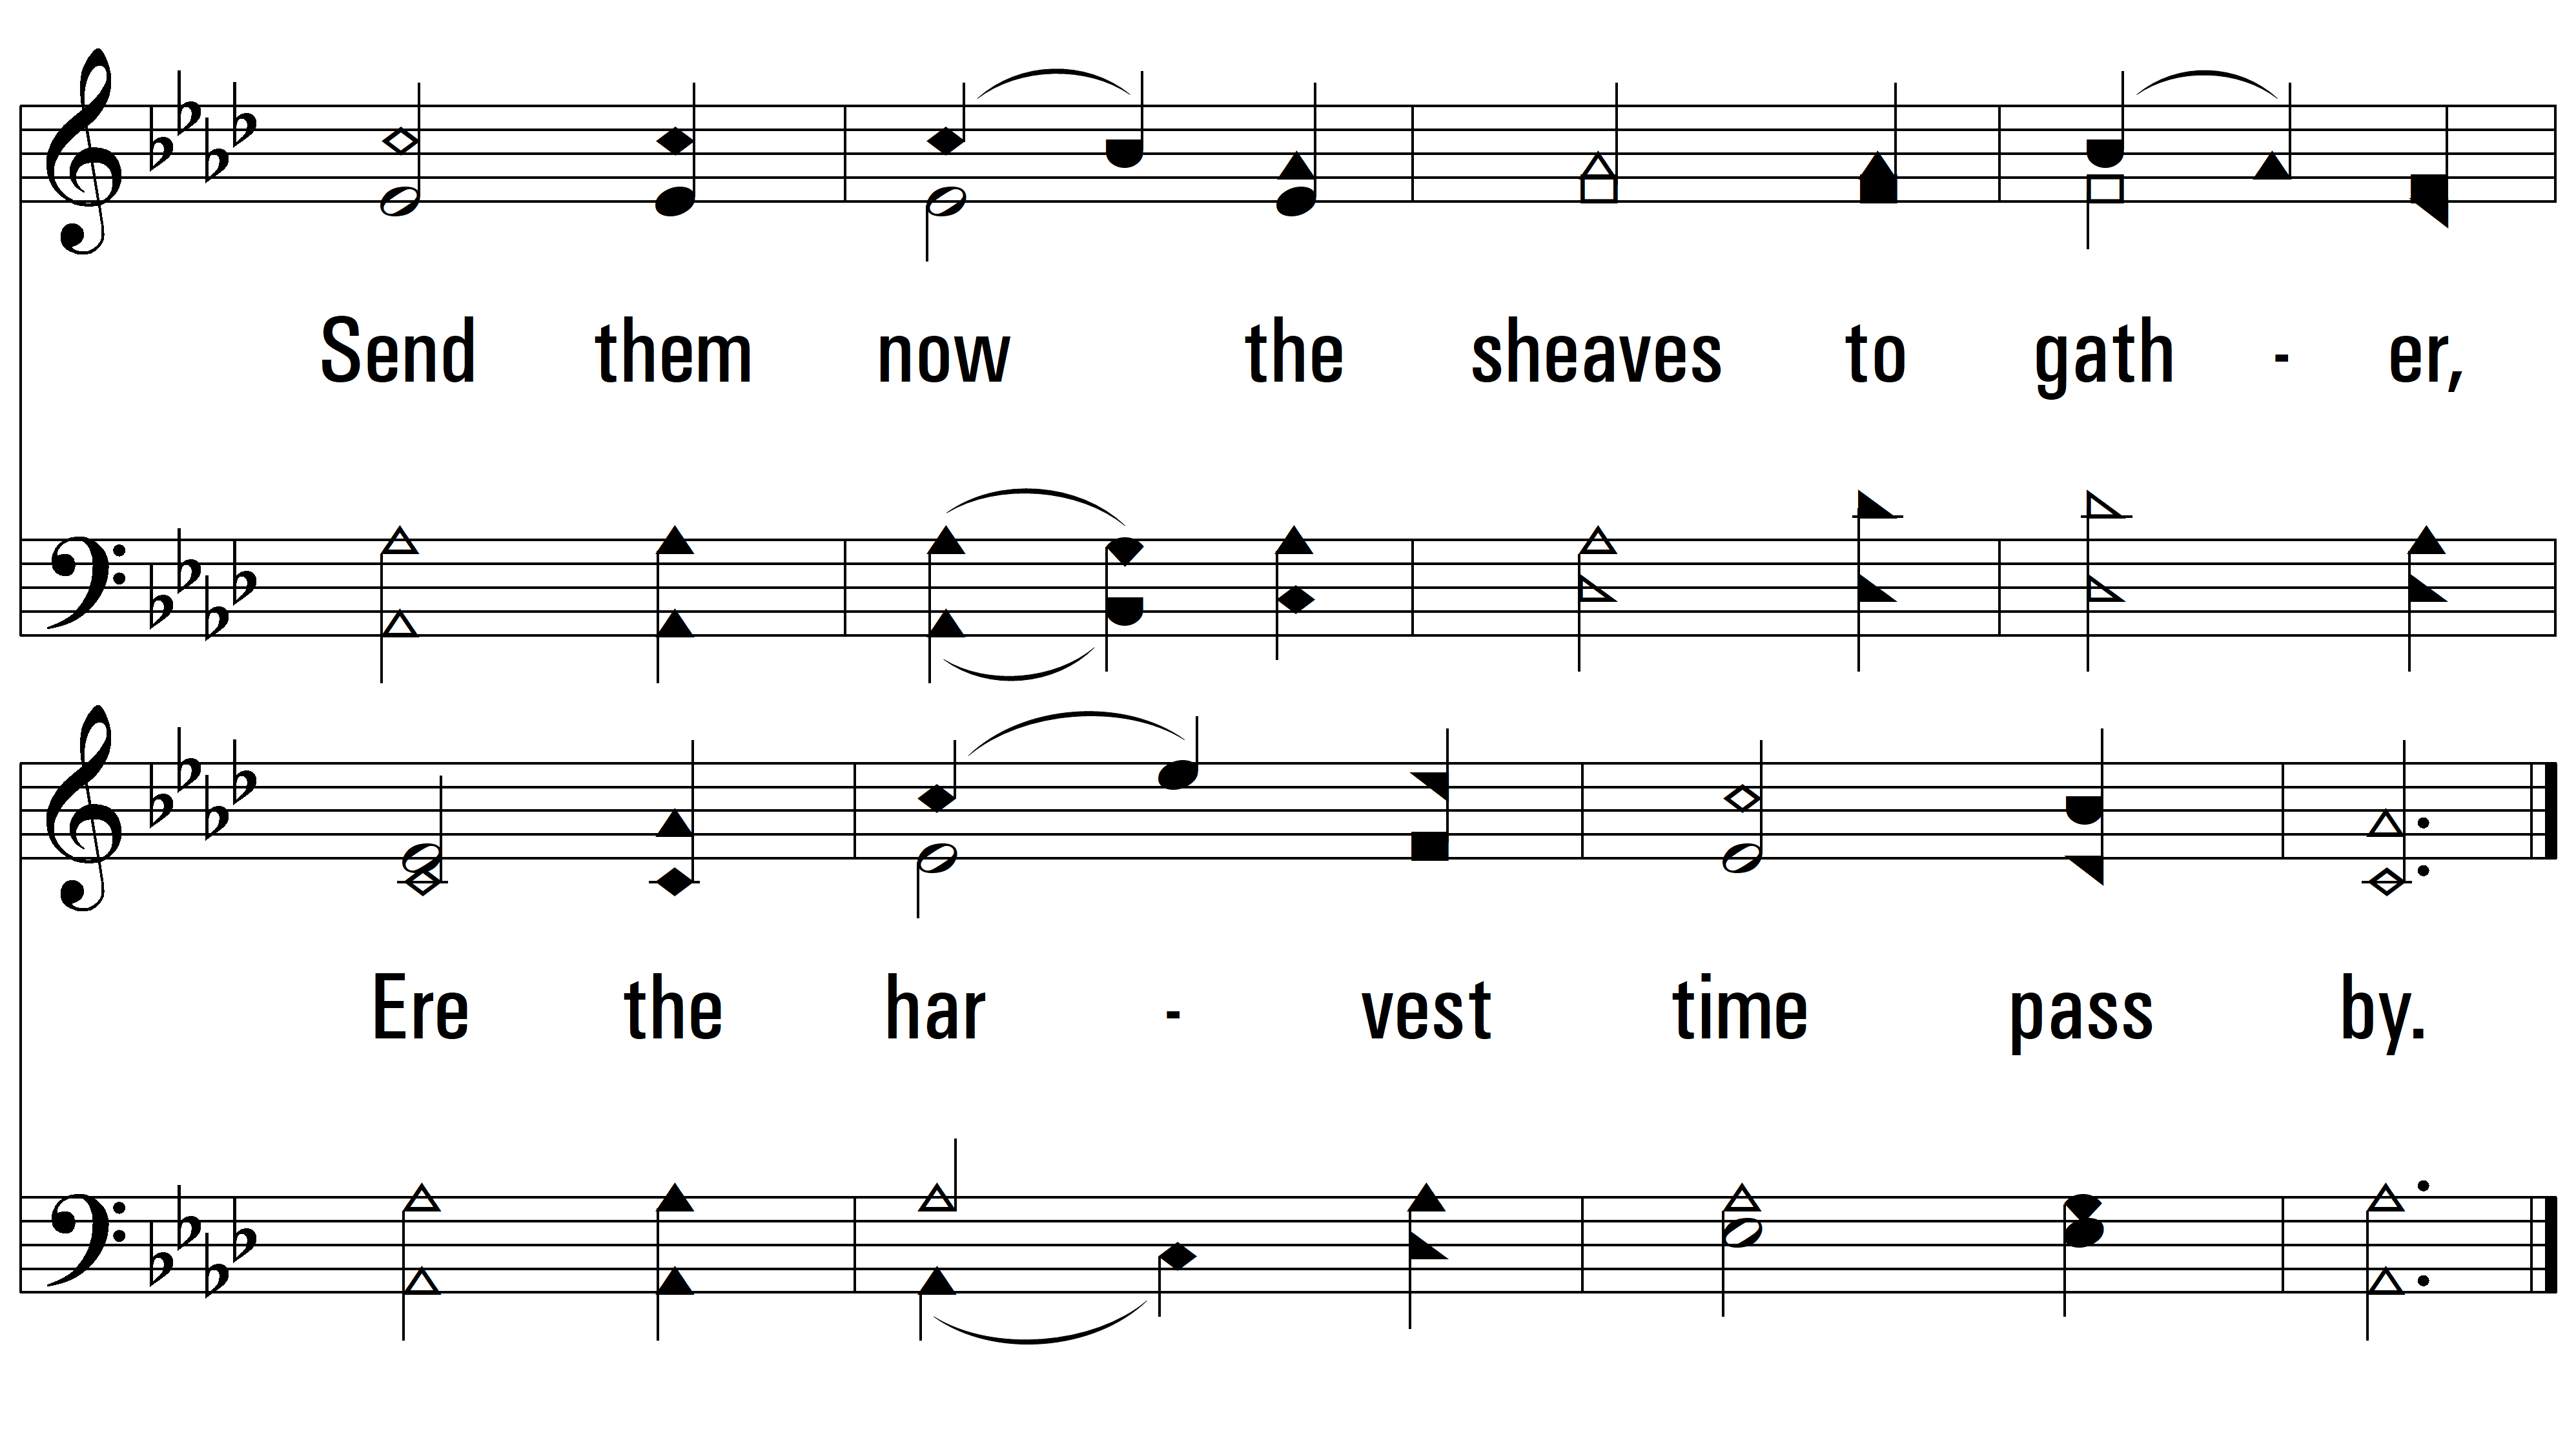 Send them now the sheaves to gath - er,
Ere the har - vest time pass by.